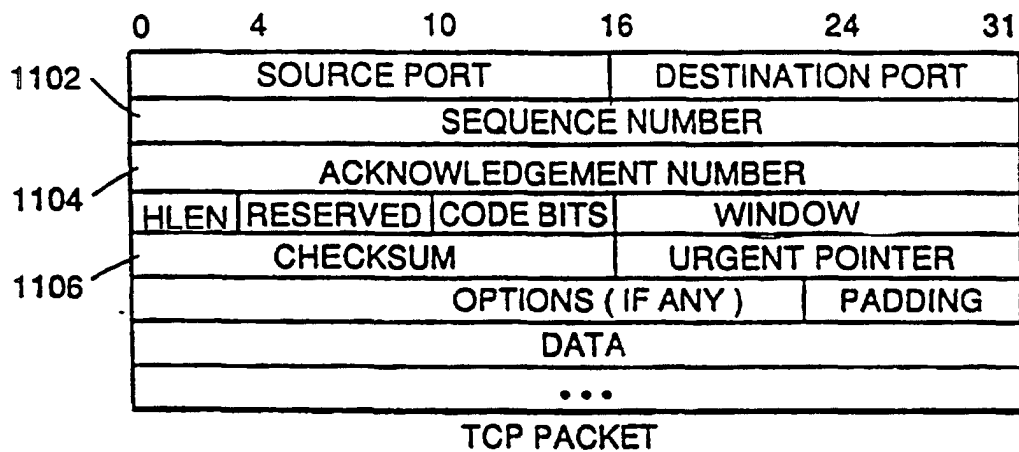 0 4 10 16 24 31
1102
SOURCE PORT DESTINATION PORT
SEQUENCE NUMBER
ACKNOWLEDGEMENT NUMBER
1104
HLEN RESERVED CODE BITS WINDOW
CHECKSUM URGENT POINTER
1106
OPTIONS ( IF ANY ) PADDING
DATA
•••
TCP PACKET